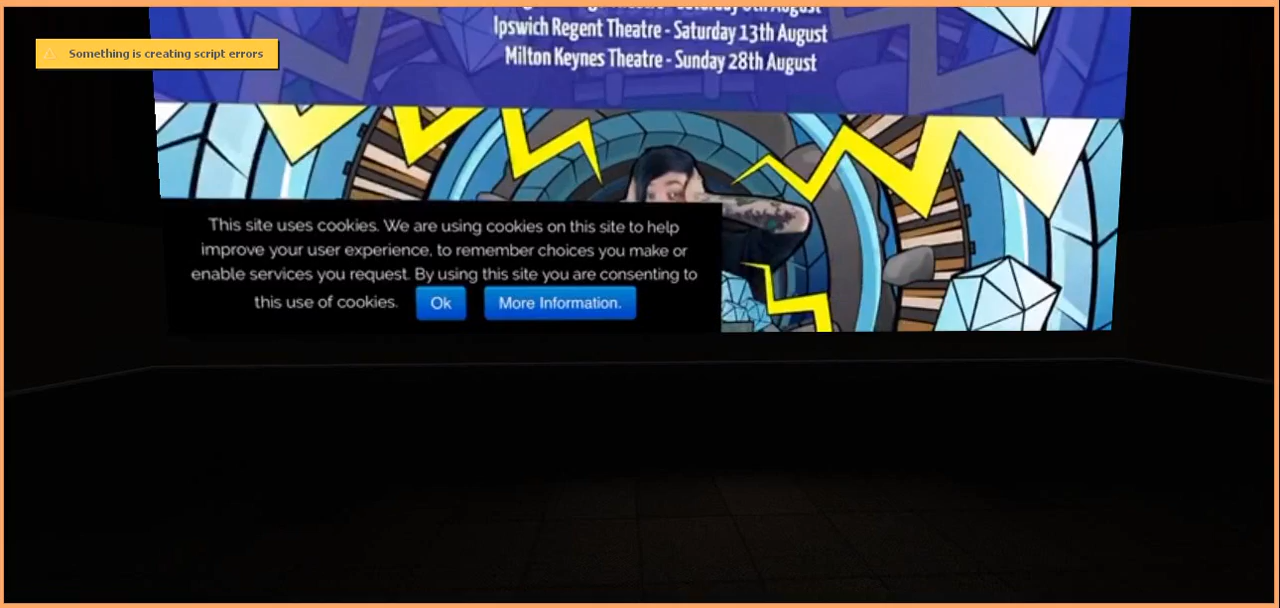 Something is creating script errors
Ipswich Regent Theatre - Saturday 13th August
Milton Keynes Theatre - Sunday 28th August
This site uses cookies. We are using cookies on this site to help
improve your user experience, to remember choices you make or
enable services you request. By using this site you are consenting to
this use of cookies. Ok More Information.